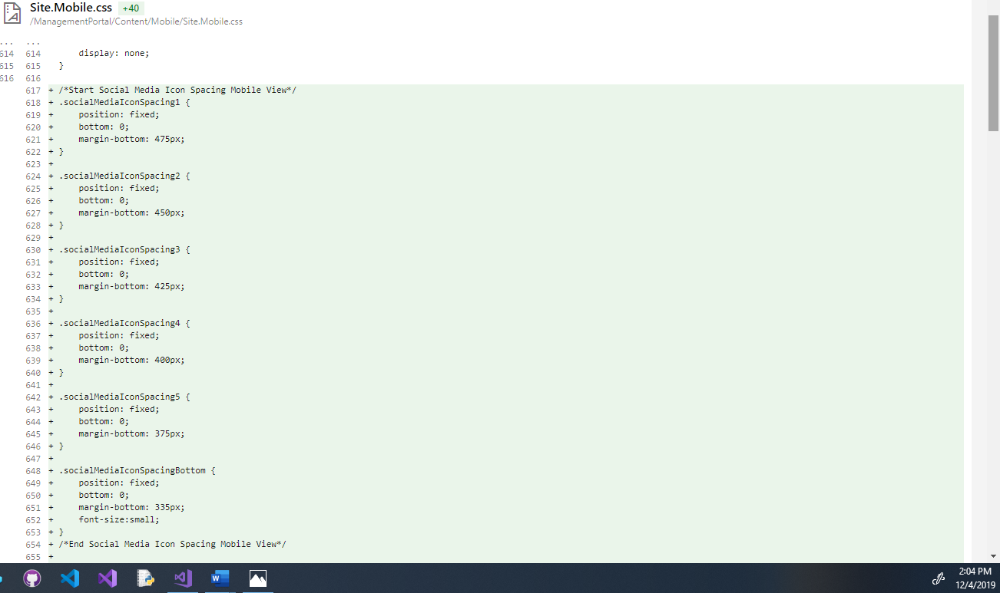 Site.Mobile.css +40
/ManagementPortal/Content/Mobile/Site.Mobile.css
... ...
614 614 display: none;
615 615 }
616 616
617 + /*Start Social Media Icon Spacing Mobile View*/
618 + .socialMediaIconSpacing1 {
619 + position: fixed;
620 + bottom: 0;
621 + margin-bottom: 475px;
622 + }
623 +
624 + .socialMediaIconSpacing2 {
625 + position: fixed;
626 + bottom: 0;
627 + margin-bottom: 450px;
628 + }
629 +
630 + .socialMediaIconSpacing3 {
631 + position: fixed;
632 + bottom: 0;
633 + margin-bottom: 425px;
634 + }
635 +
636 + .socialMediaIconSpacing4 {
637 + position: fixed;
638 + bottom: 0;
639 + margin-bottom: 400px;
640 + }
641 +
642 + .socialMediaIconSpacing5 {
643 + position: fixed;
644 + bottom: 0;
645 + margin-bottom: 375px;
646 + }
647 +
648 + .socialMediaIconSpacingBottom {
649 + position: fixed;
650 + bottom: 0;
651 + margin-bottom: 335px;
652 + font-size:small;
653 + }
654 + /*End Social Media Icon Spacing Mobile View*/
655 +
2:04 PM
12/4/2019